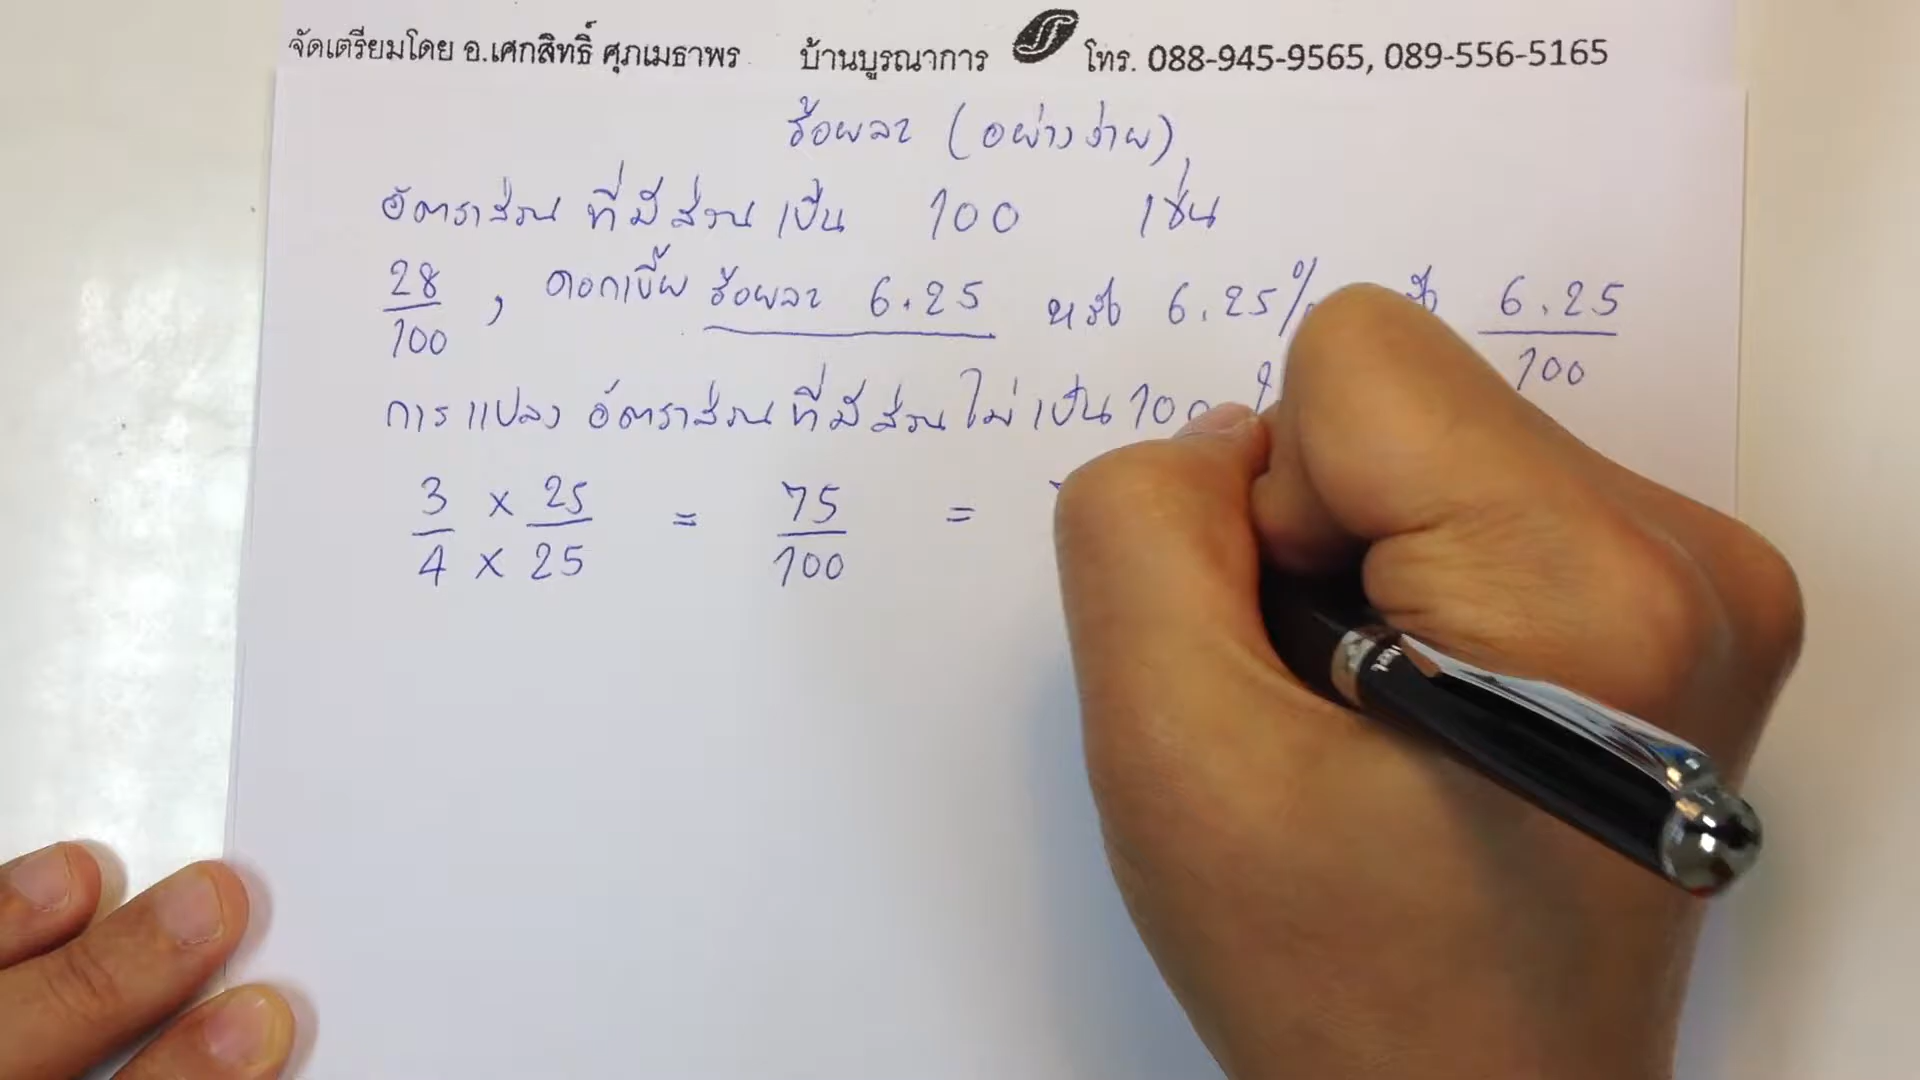 จัดเตรียมโดย อ.เศกสิทธิ์ ศุภเมธาพร บ้านบูรณาการ โทร. 088-945-9565, 089-556-5165
ร้อยละ (อย่างง่าย)
อัตราส่วน ที่มีส่วน เป็น 100 เช่น
28/100 , ดอกเบี้ย ร้อยละ 6.25 หรือ 6.25% 6.25/100
การแปลง อัตราส่วน ที่มีส่วน ไม่ เป็น 100
3/4 × 25/25 = 75/100 =